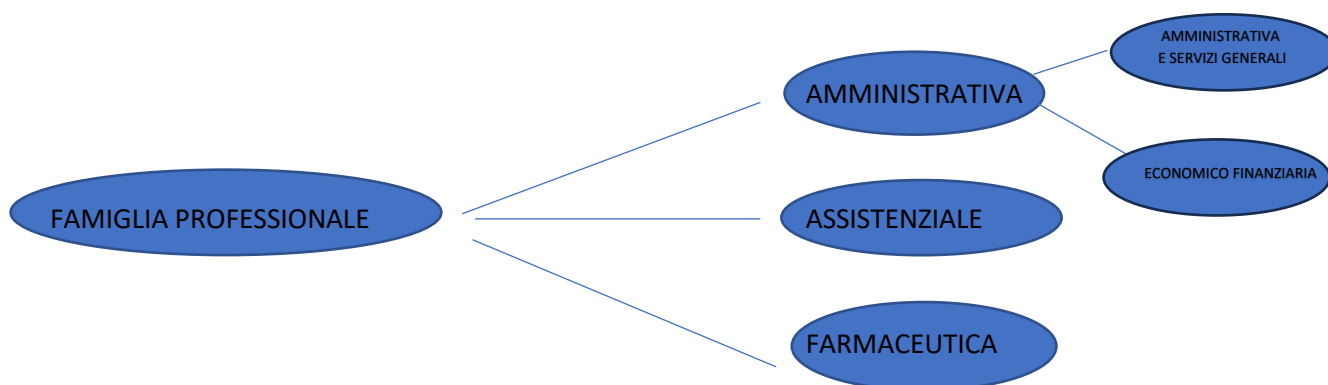 AMMINISTRATIVA
E SERVIZI GENERALI
AMMINISTRATIVA
ECONOMICO FINANZIARIA
FAMIGLIA PROFESSIONALE
ASSISTENZIALE
FARMACEUTICA